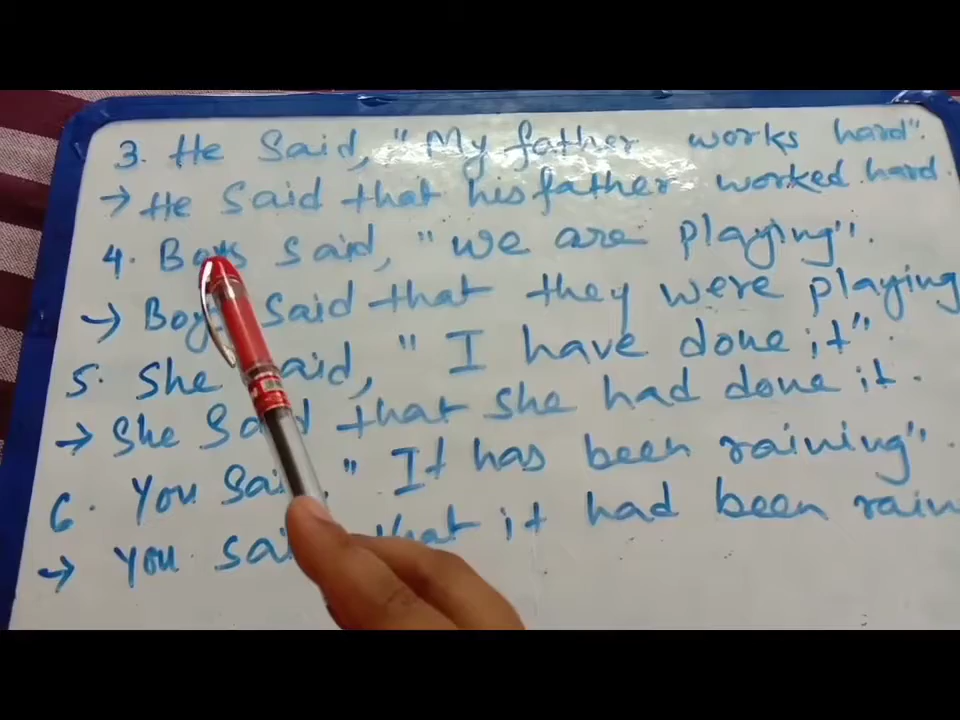 3. He Said, "My father works hard".
→ He Said that his father worked hard
4. Boys Said, "we are playing".
→ Boys Said that they were playing
5. She Said, "I have done it".
→ She Said that she had done it.
6. You Said, "It has been raining".
→ You said that it had been rain